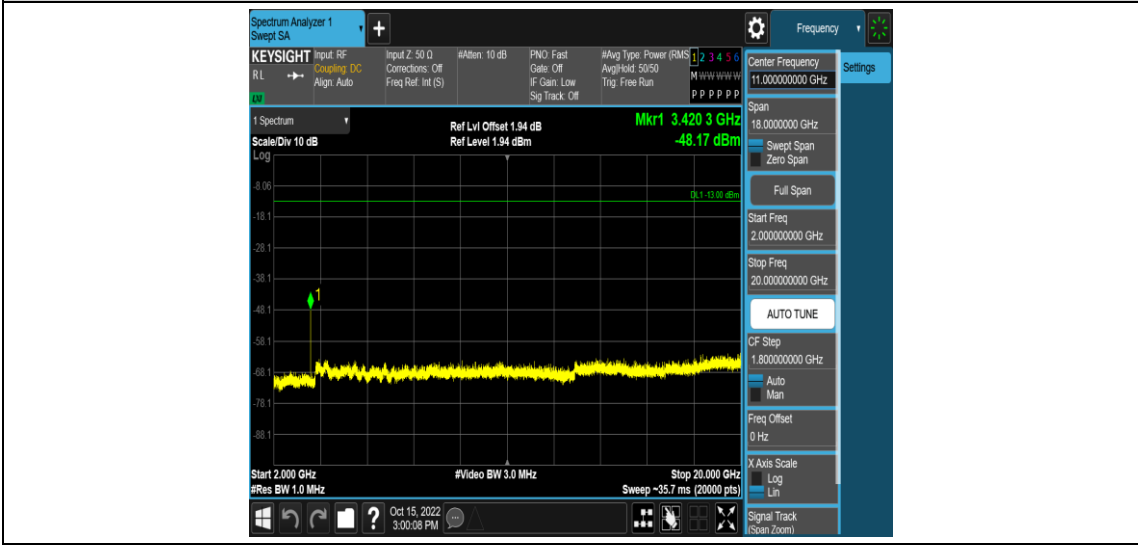 Spectrum Analyzer 1
Swept SA
+
Frequency
KEYSIGHT
RL
Input: RF
Coupling: DC
Align: Auto
Input Z: 50 Ω
Corrections: Off
Freq Ref: Int (S)
#Atten: 10 dB
PNO: Fast
Gate: Off
IF Gain: Low
Sig Track: Off
#Avg Type: Power (RMS
Avg|Hold: 50/50
Trig: Free Run
1 2 3 4 5 6
M W W W W W
P P P P P P
1 Spectrum
Scale/Div 10 dB
Log
Ref Lvl Offset 1.94 dB
Ref Level 1.94 dBm
Mkr1 3.420 3 GHz
-48.17 dBm
-8.06
DL1 -13.00 dBm
-18.1
-28.1
-38.1
1
-48.1
-58.1
-68.1
-78.1
-88.1
Start 2.000 GHz
#Video BW 3.0 MHz
Stop 20.000 GHz
#Res BW 1.0 MHz
Sweep ~35.7 ms (20000 pts)
Oct 15, 2022
3:00:08 PM
?
Center Frequency
11.000000000 GHz
Settings
Span
18.0000000 GHz
Swept Span
Zero Span
Full Span
Start Freq
2.000000000 GHz
Stop Freq
20.000000000 GHz
AUTO TUNE
CF Step
1.800000000 GHz
Auto
Man
Freq Offset
0 Hz
X Axis Scale
Log
Lin
Signal Track
(Span Zoom)